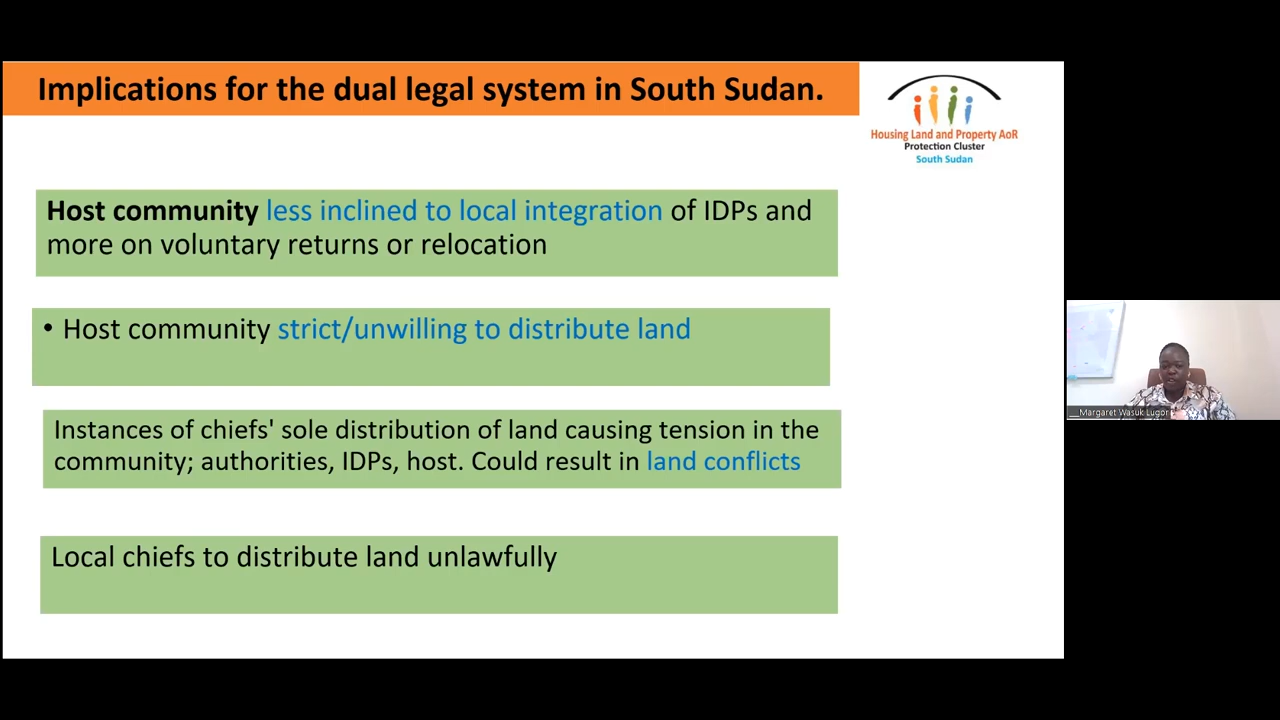 Implications for the dual legal system in South Sudan.
Housing Land and Property AoR
Protection Cluster
South Sudan
Host community less inclined to local integration of IDPs and
more on voluntary returns or relocation
• Host community strict/unwilling to distribute land
Instances of chiefs' sole distribution of land causing tension in the
community; authorities, IDPs, host. Could result in land conflicts
Local chiefs to distribute land unlawfully
__Margaret Wasuk Lugor